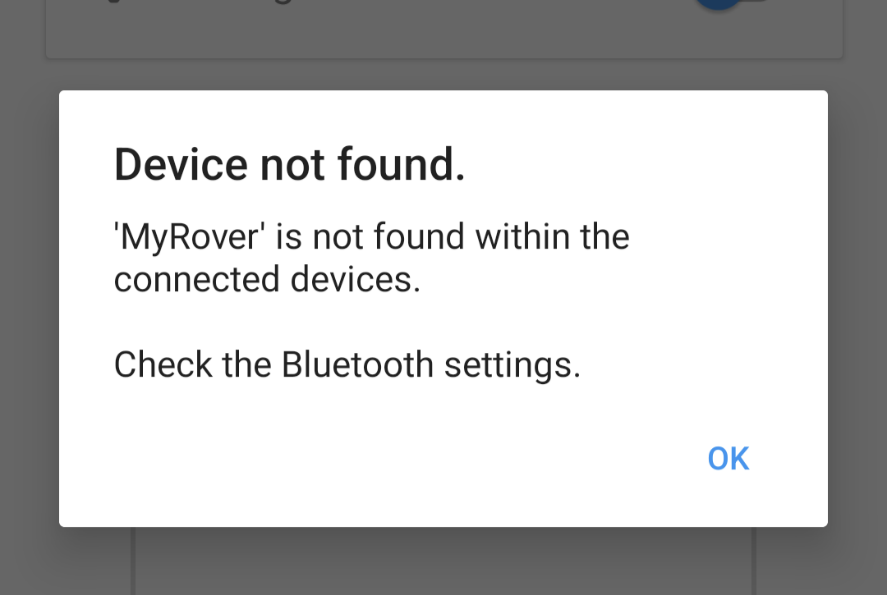 Device not found.
'MyRover' is not found within the
connected devices.
Check the Bluetooth settings.
OK